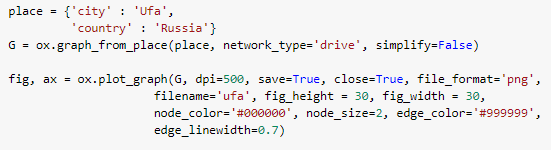 place = {'city' : 'Ufa',
'country' : 'Russia'}
G = ox.graph_from_place(place, network_type='drive', simplify=False)
fig, ax = ox.plot_graph(G, dpi=500, save=True, close=True, file_format='png',
filename='ufa', fig_height = 30, fig_width = 30,
node_color='#000000', node_size=2, edge_color='#999999',
edge_linewidth=0.7)